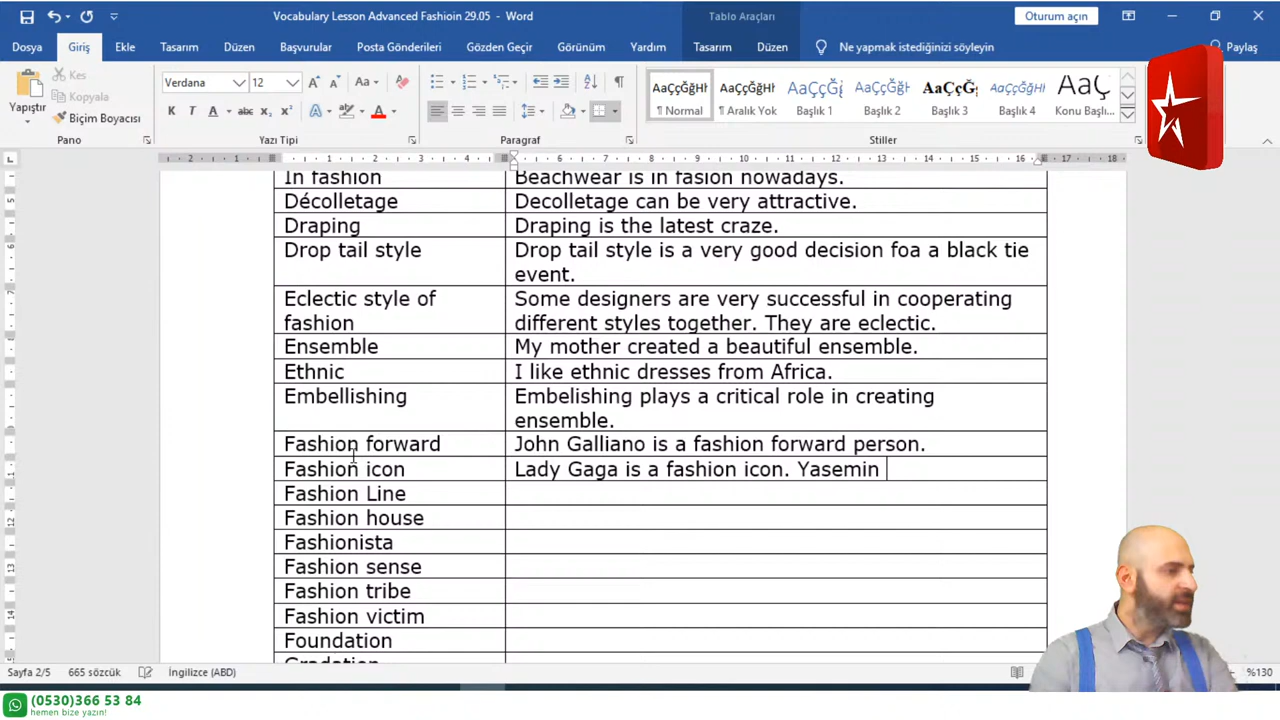 Vocabulary Lesson Advanced Fashioin 29.05 - Word
Tablo Araçları
Oturum açın
Dosya Giriş Ekle Tasarım Düzen Başvurular Posta Gönderileri Gözden Geçir Görünüm Yardım Tasarım Düzen Ne yapmak istediğinizi söyleyin Paylaş
Yapıştır
Kes
Kopyala
Biçim Boyacısı
Verdana 12
AaÇçĞğHł ¶ Normal
AaÇçĞğHł ¶ Aralık Yok
AaÇçĞğ Başlık 1
AaÇçĞğH Başlık 2
AaÇçĞg Başlık 3
AaÇçĞğHł Başlık 4
AaÇç Konu Başlı...
Pano Yazı Tipi Paragraf Stiller
In fashion Beachwear is in fasion nowadays.
Décolletage Decolletage can be very attractive.
Draping Draping is the latest craze.
Drop tail style Drop tail style is a very good decision foa a black tie
event.
Eclectic style of Some designers are very successful in cooperating
fashion different styles together. They are eclectic.
Ensemble My mother created a beautiful ensemble.
Ethnic I like ethnic dresses from Africa.
Embellishing Embelishing plays a critical role in creating
ensemble.
Fashion forward John Galliano is a fashion forward person.
Fashion icon Lady Gaga is a fashion icon. Yasemin
Fashion Line
Fashion house
Fashionista
Fashion sense
Fashion tribe
Fashion victim
Foundation
Gradation
Sayfa 2/5 665 sözcük İngilizce (ABD) %130
(0530)366 53 84
hemen bize yazın!